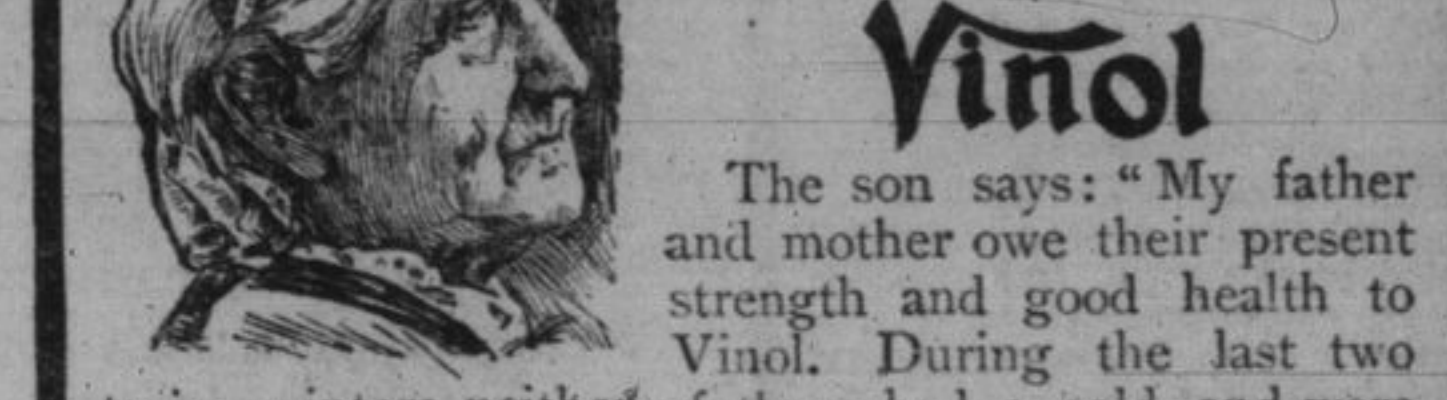 Vinol
The son says: “My father
and mother owe their present
strength and good health to
Vinol. During the last two